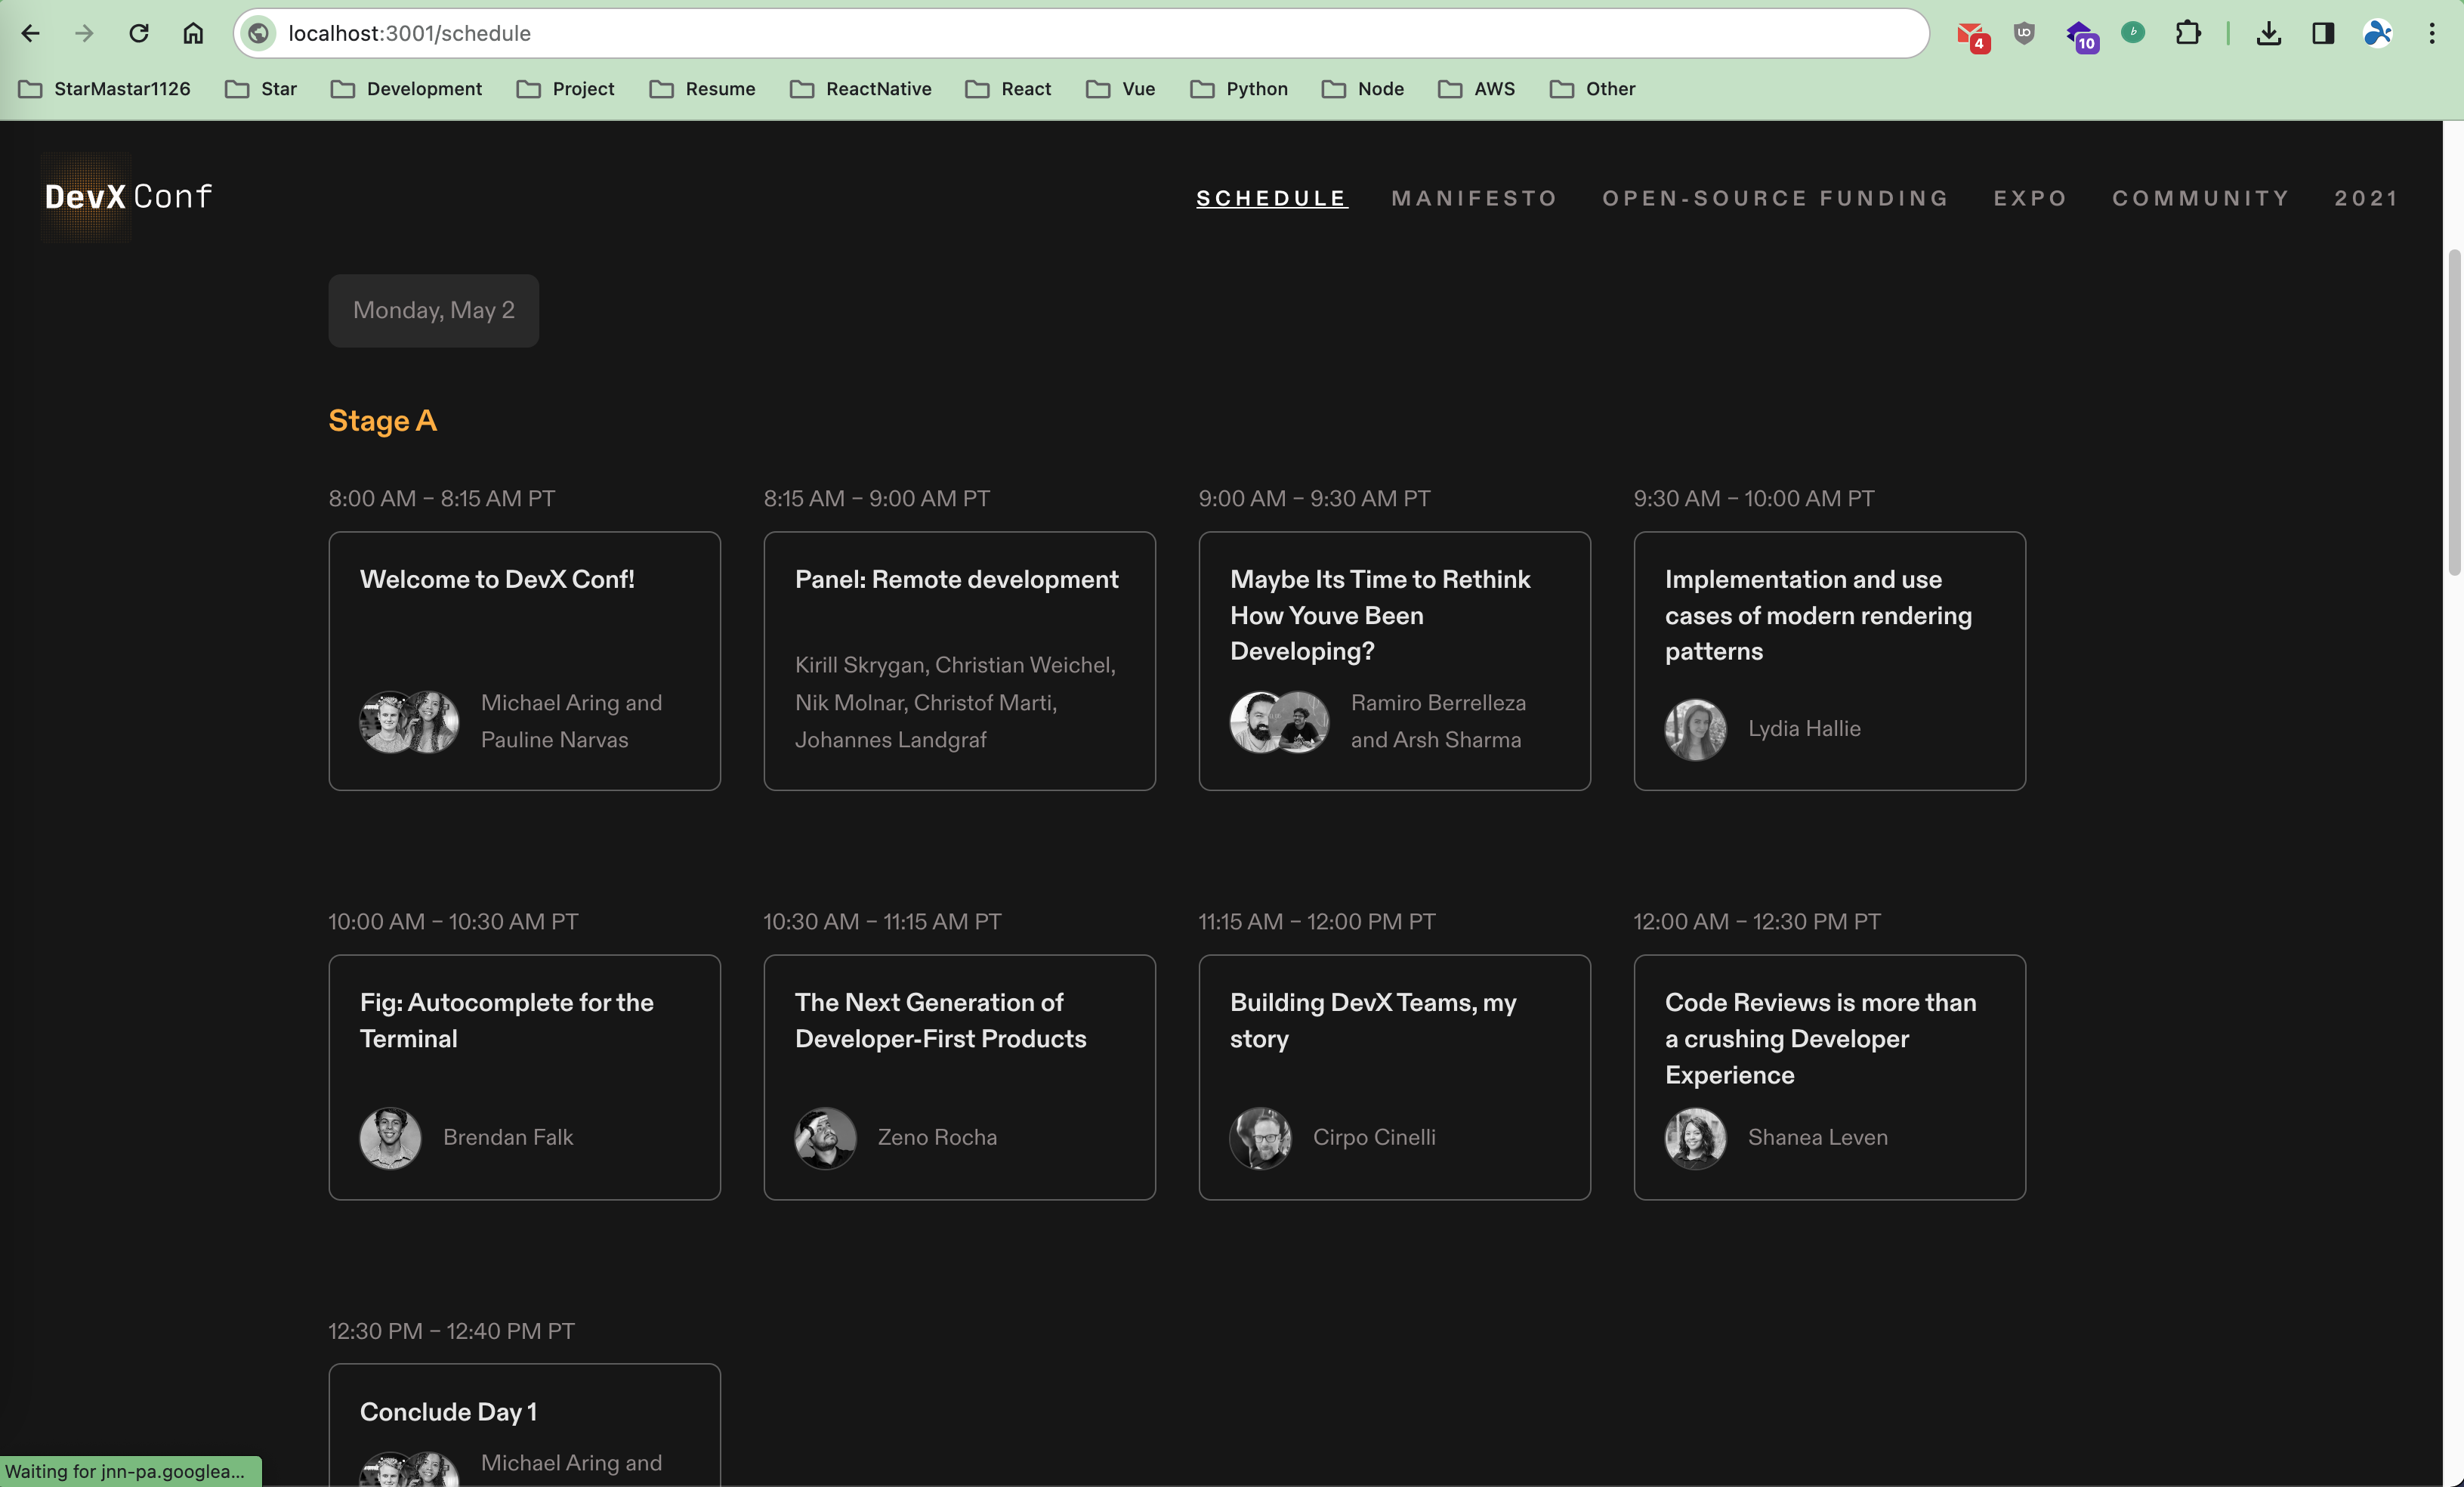 localhost:3001/schedule
4
10
StarMastar1126 Star Development Project Resume ReactNative React Vue Python Node AWS Other
DevX Conf
SCHEDULE MANIFESTO OPEN-SOURCE FUNDING EXPO COMMUNITY 2021
Monday, May 2
Stage A
8:00 AM – 8:15 AM PT
Welcome to DevX Conf!
Michael Aring and
Pauline Narvas
8:15 AM – 9:00 AM PT
Panel: Remote development
Kirill Skrygan, Christian Weichel,
Nik Molnar, Christof Marti,
Johannes Landgraf
9:00 AM – 9:30 AM PT
Maybe Its Time to Rethink
How Youve Been
Developing?
Ramiro Berrelleza
and Arsh Sharma
9:30 AM – 10:00 AM PT
Implementation and use
cases of modern rendering
patterns
Lydia Hallie
10:00 AM – 10:30 AM PT
Fig: Autocomplete for the
Terminal
Brendan Falk
10:30 AM – 11:15 AM PT
The Next Generation of
Developer-First Products
Zeno Rocha
11:15 AM – 12:00 PM PT
Building DevX Teams, my
story
Cirpo Cinelli
12:00 AM – 12:30 PM PT
Code Reviews is more than
a crushing Developer
Experience
Shanea Leven
12:30 PM – 12:40 PM PT
Conclude Day 1
Michael Aring and
Waiting for jnn-pa.googlea...